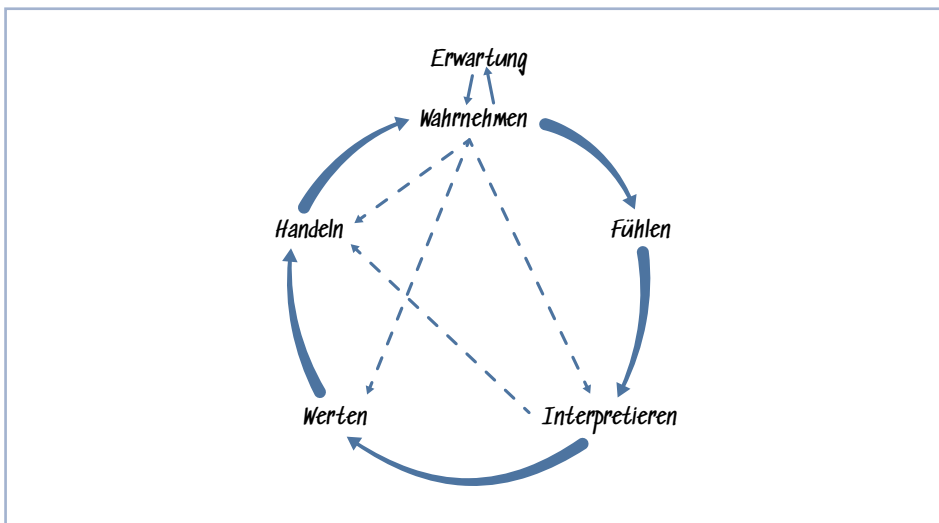 Erwartung
Wahrnehmen
Handeln
Fühlen
Werten
Interpretieren